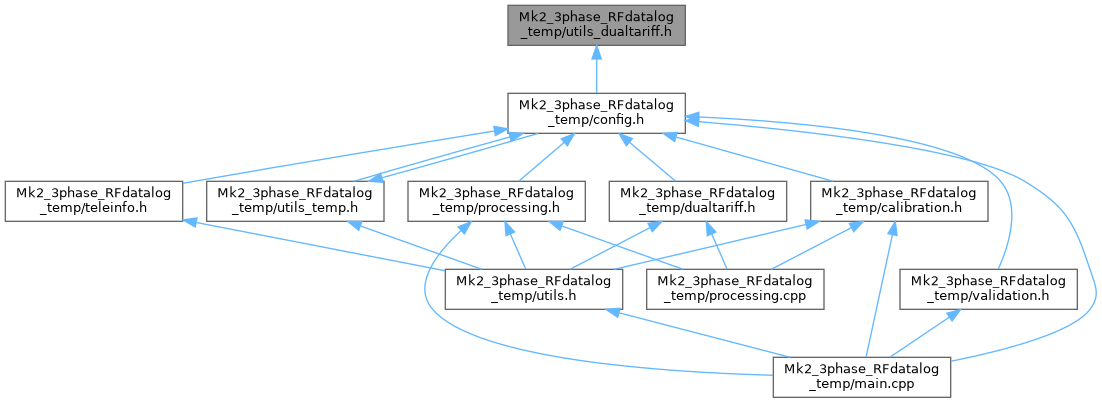 Mk2_3phase_RFdatalog
_temp/utils_dualtariff.h
Mk2_3phase_RFdatalog
_temp/config.h
Mk2_3phase_RFdatalog
_temp/teleinfo.h
Mk2_3phase_RFdatalog
_temp/utils_temp.h
Mk2_3phase_RFdatalog
_temp/processing.h
Mk2_3phase_RFdatalog
_temp/dualtariff.h
Mk2_3phase_RFdatalog
_temp/calibration.h
Mk2_3phase_RFdatalog
_temp/utils.h
Mk2_3phase_RFdatalog
_temp/processing.cpp
Mk2_3phase_RFdatalog
_temp/validation.h
Mk2_3phase_RFdatalog
_temp/main.cpp